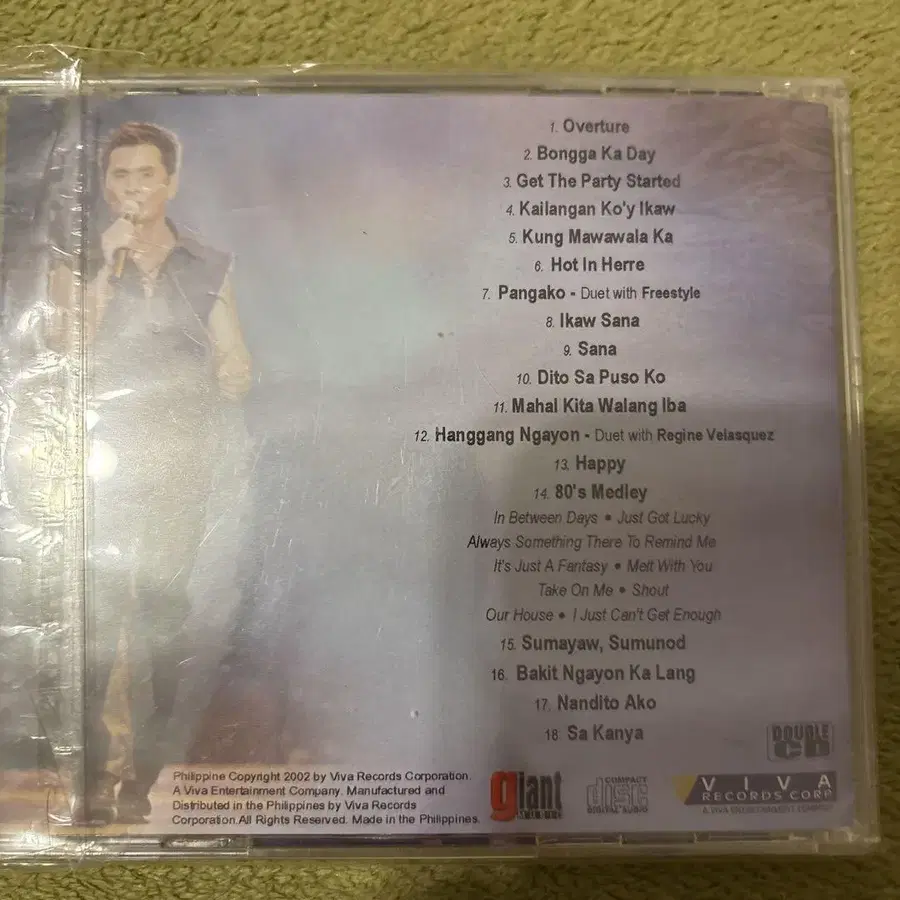 1. Overture
2. Bongga Ka Day
3. Get The Party Started
4. Kailangan Ko'y Ikaw
5. Kung Mawawala Ka
6. Hot In Herre
7. Pangako - Duet with Freestyle
8. Ikaw Sana
9. Sana
10. Dito Sa Puso Ko
11. Mahal Kita Walang Iba
12. Hanggang Ngayon - Duet with Regine Velasquez
13. Happy
14. 80's Medley
In Between Days • Just Got Lucky
Always Something There To Remind Me
It's Just A Fantasy • Melt With You
Take On Me • Shout
Our House • I Just Can't Get Enough
15. Sumayaw, Sumunod
16. Bakit Ngayon Ka Lang
17. Nandito Ako
18. Sa Kanya
DOUBLE
CD
Philippine Copyright 2002 by Viva Records Corporation.
A Viva Entertainment Company. Manufactured and
Distributed in the Philippines by Viva Records
Corporation.All Rights Reserved. Made in the Philippines.
giant
MUSIC
COMPACT
disc
DIGITAL AUDIO
VIVA
RECORDS CORP
A VIVA ENTERTAINMENT COMPANY